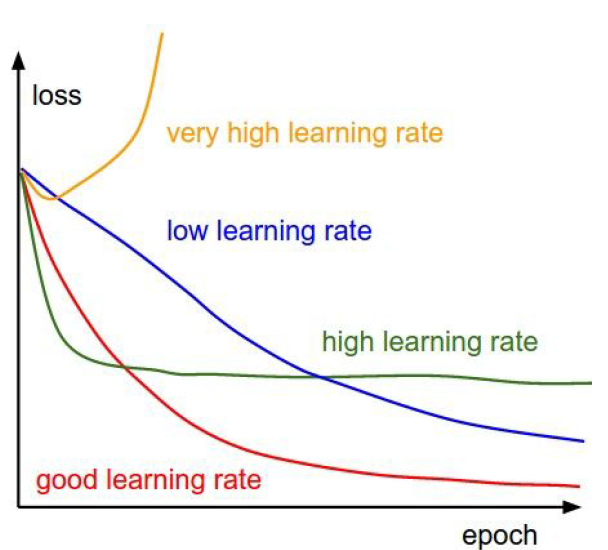 loss
very high learning rate
low learning rate
high learning rate
good learning rate
epoch